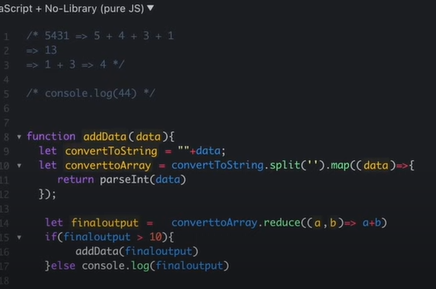 aScript + No-Library (pure JS) ▼
1 /* 5431 => 5 + 4 + 3 + 1
2 => 13
3 => 1 + 3 => 4 */
4
5 /* console.log(44) */
6
7
8 ▼ function addData(data){
9 let convertToString = ""+data;
10 ▼ let converttoArray = convertToString.split('').map((data)=>{
11 return parseInt(data)
12 });
13
14 let finaloutput = converttoArray.reduce((a,b)=> a+b)
15 ▼ if(finaloutput > 10){
16 addData(finaloutput)
17 }else console.log(finaloutput)
18